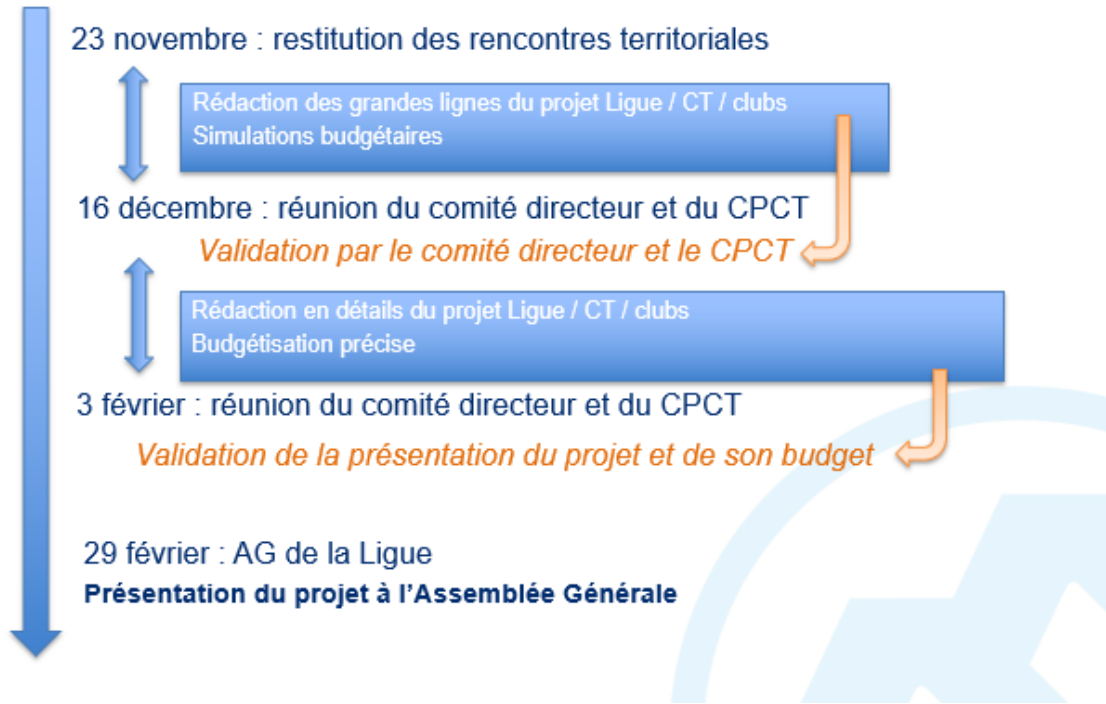 23 novembre : restitution des rencontres territoriales
Rédaction des grandes lignes du projet Ligue / CT / clubs
Simulations budgétaires
16 décembre : réunion du comité directeur et du CPCT
Validation par le comité directeur et le CPCT
Rédaction en détails du projet Ligue / CT / clubs
Budgétisation précise
3 février : réunion du comité directeur et du CPCT
Validation de la présentation du projet et de son budget
29 février : AG de la Ligue
Présentation du projet à l'Assemblée Générale